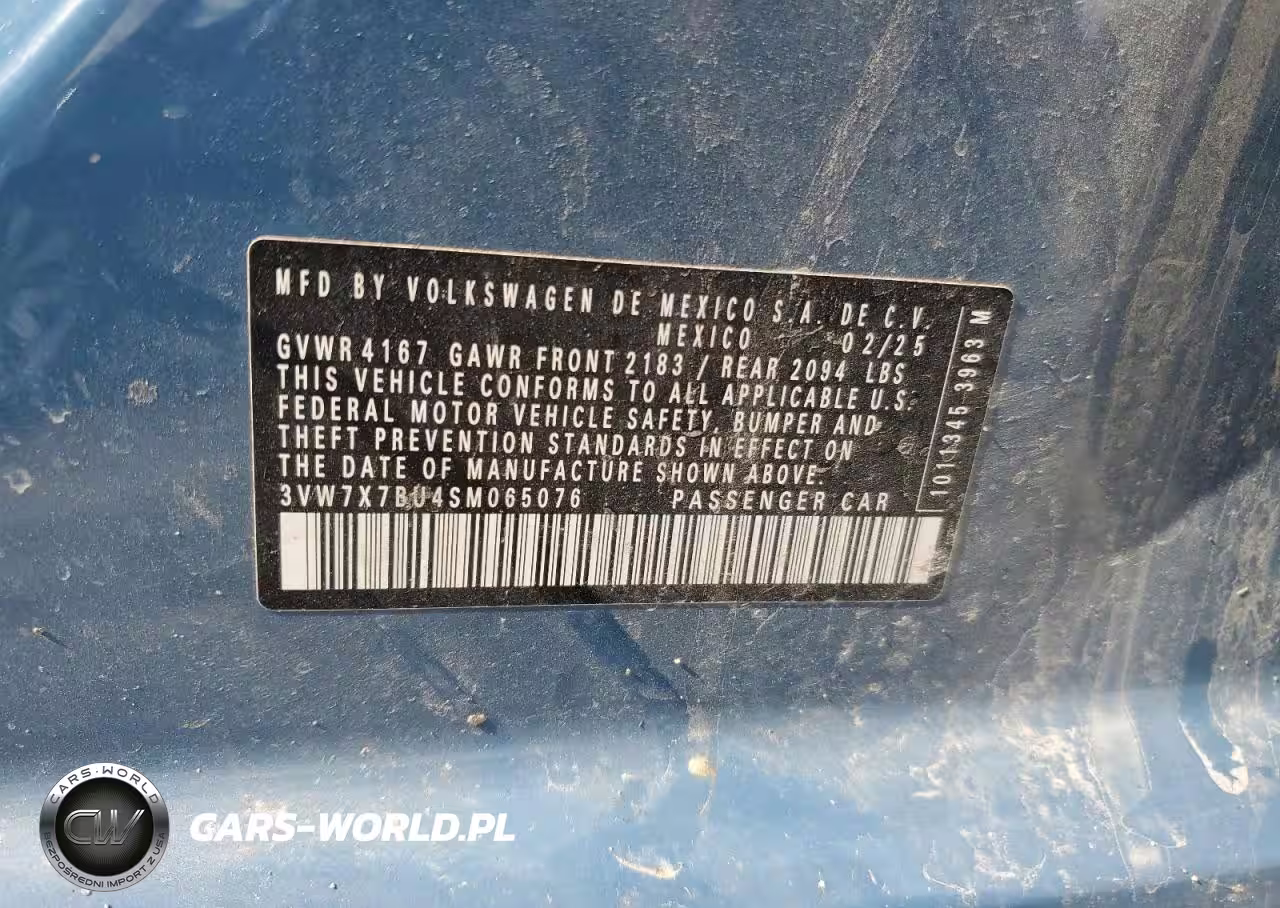 MFD BY VOLKSWAGEN DE MEXICO S.A. DE C.V.
MEXICO 02/25
GVWR 4167 GAWR FRONT 2183 / REAR 2094 LBS
THIS VEHICLE CONFORMS TO ALL APPLICABLE U.S.
FEDERAL MOTOR VEHICLE SAFETY, BUMPER AND
THEFT PREVENTION STANDARDS IN EFFECT ON
THE DATE OF MANUFACTURE SHOWN ABOVE.
3VW7X7BU4SM065076 PASSENGER CAR
1011345 3963 M
CARS-WORLD
CW
BEZPOŚREDNI IMPORT Z USA
CARS-WORLD.PL